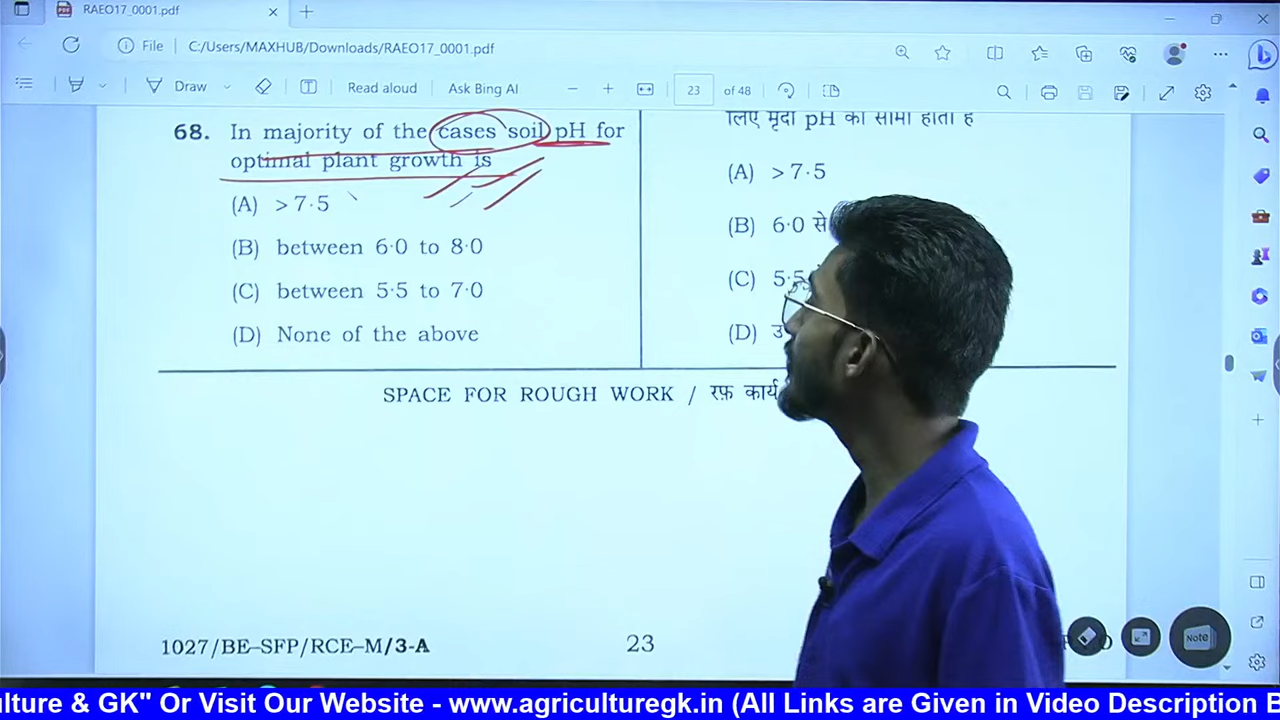 RAEO17_0001.pdf
File
C:/Users/MAXHUB/Downloads/RAEO17_0001.pdf
Draw
Read aloud
Ask Bing AI
23
of 48
68. In majority of the cases soil pH for
optimal plant growth is
(A) > 7·5
(B) between 6·0 to 8·0
(C) between 5·5 to 7·0
(D) None of the above
लिए मृदा pH की सीमा होती है
(A) > 7·5
(B) 6·0 से
(C) 5·5
(D)
SPACE FOR ROUGH WORK / रफ़ कार्य
1027/BE–SFP/RCE–M/3-A
23
Note
ulture & GK" Or Visit Our Website - www.agriculturegk.in (All Links are Given in Video Description B